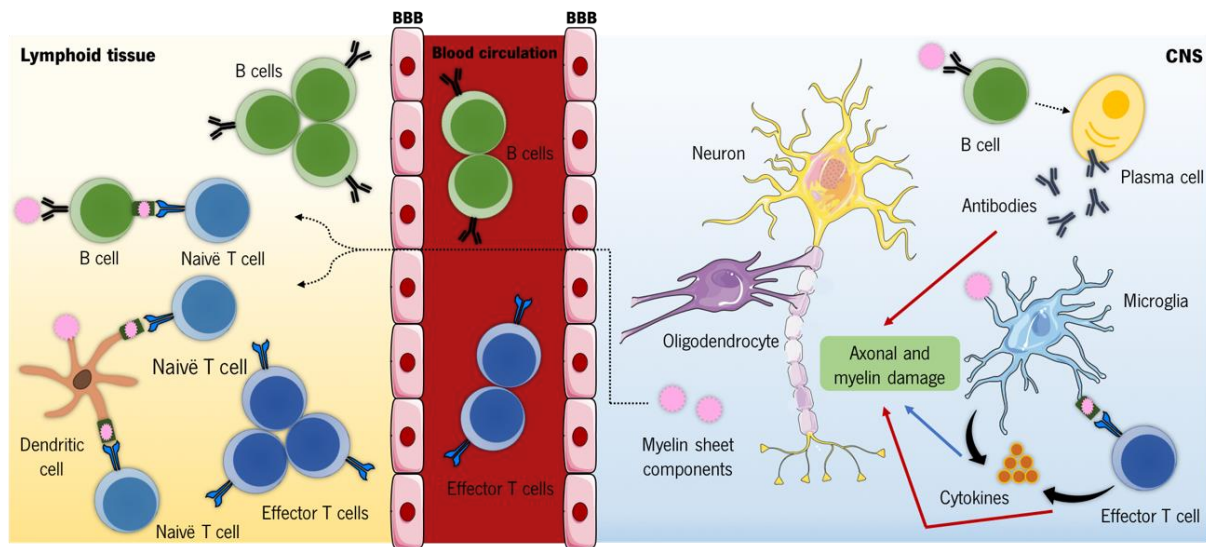 BBB
BBB
Lymphoid tissue
Blood circulation
CNS
B cells
B cells
B cell
Naivë T cell
Naivë T cell
Dendritic
cell
Naivë T cell
Effector T cells
Effector T cells
Neuron
Oligodendrocyte
Myelin sheet
components
B cell
Plasma cell
Antibodies
Microglia
Axonal and
myelin damage
Cytokines
Effector T cell